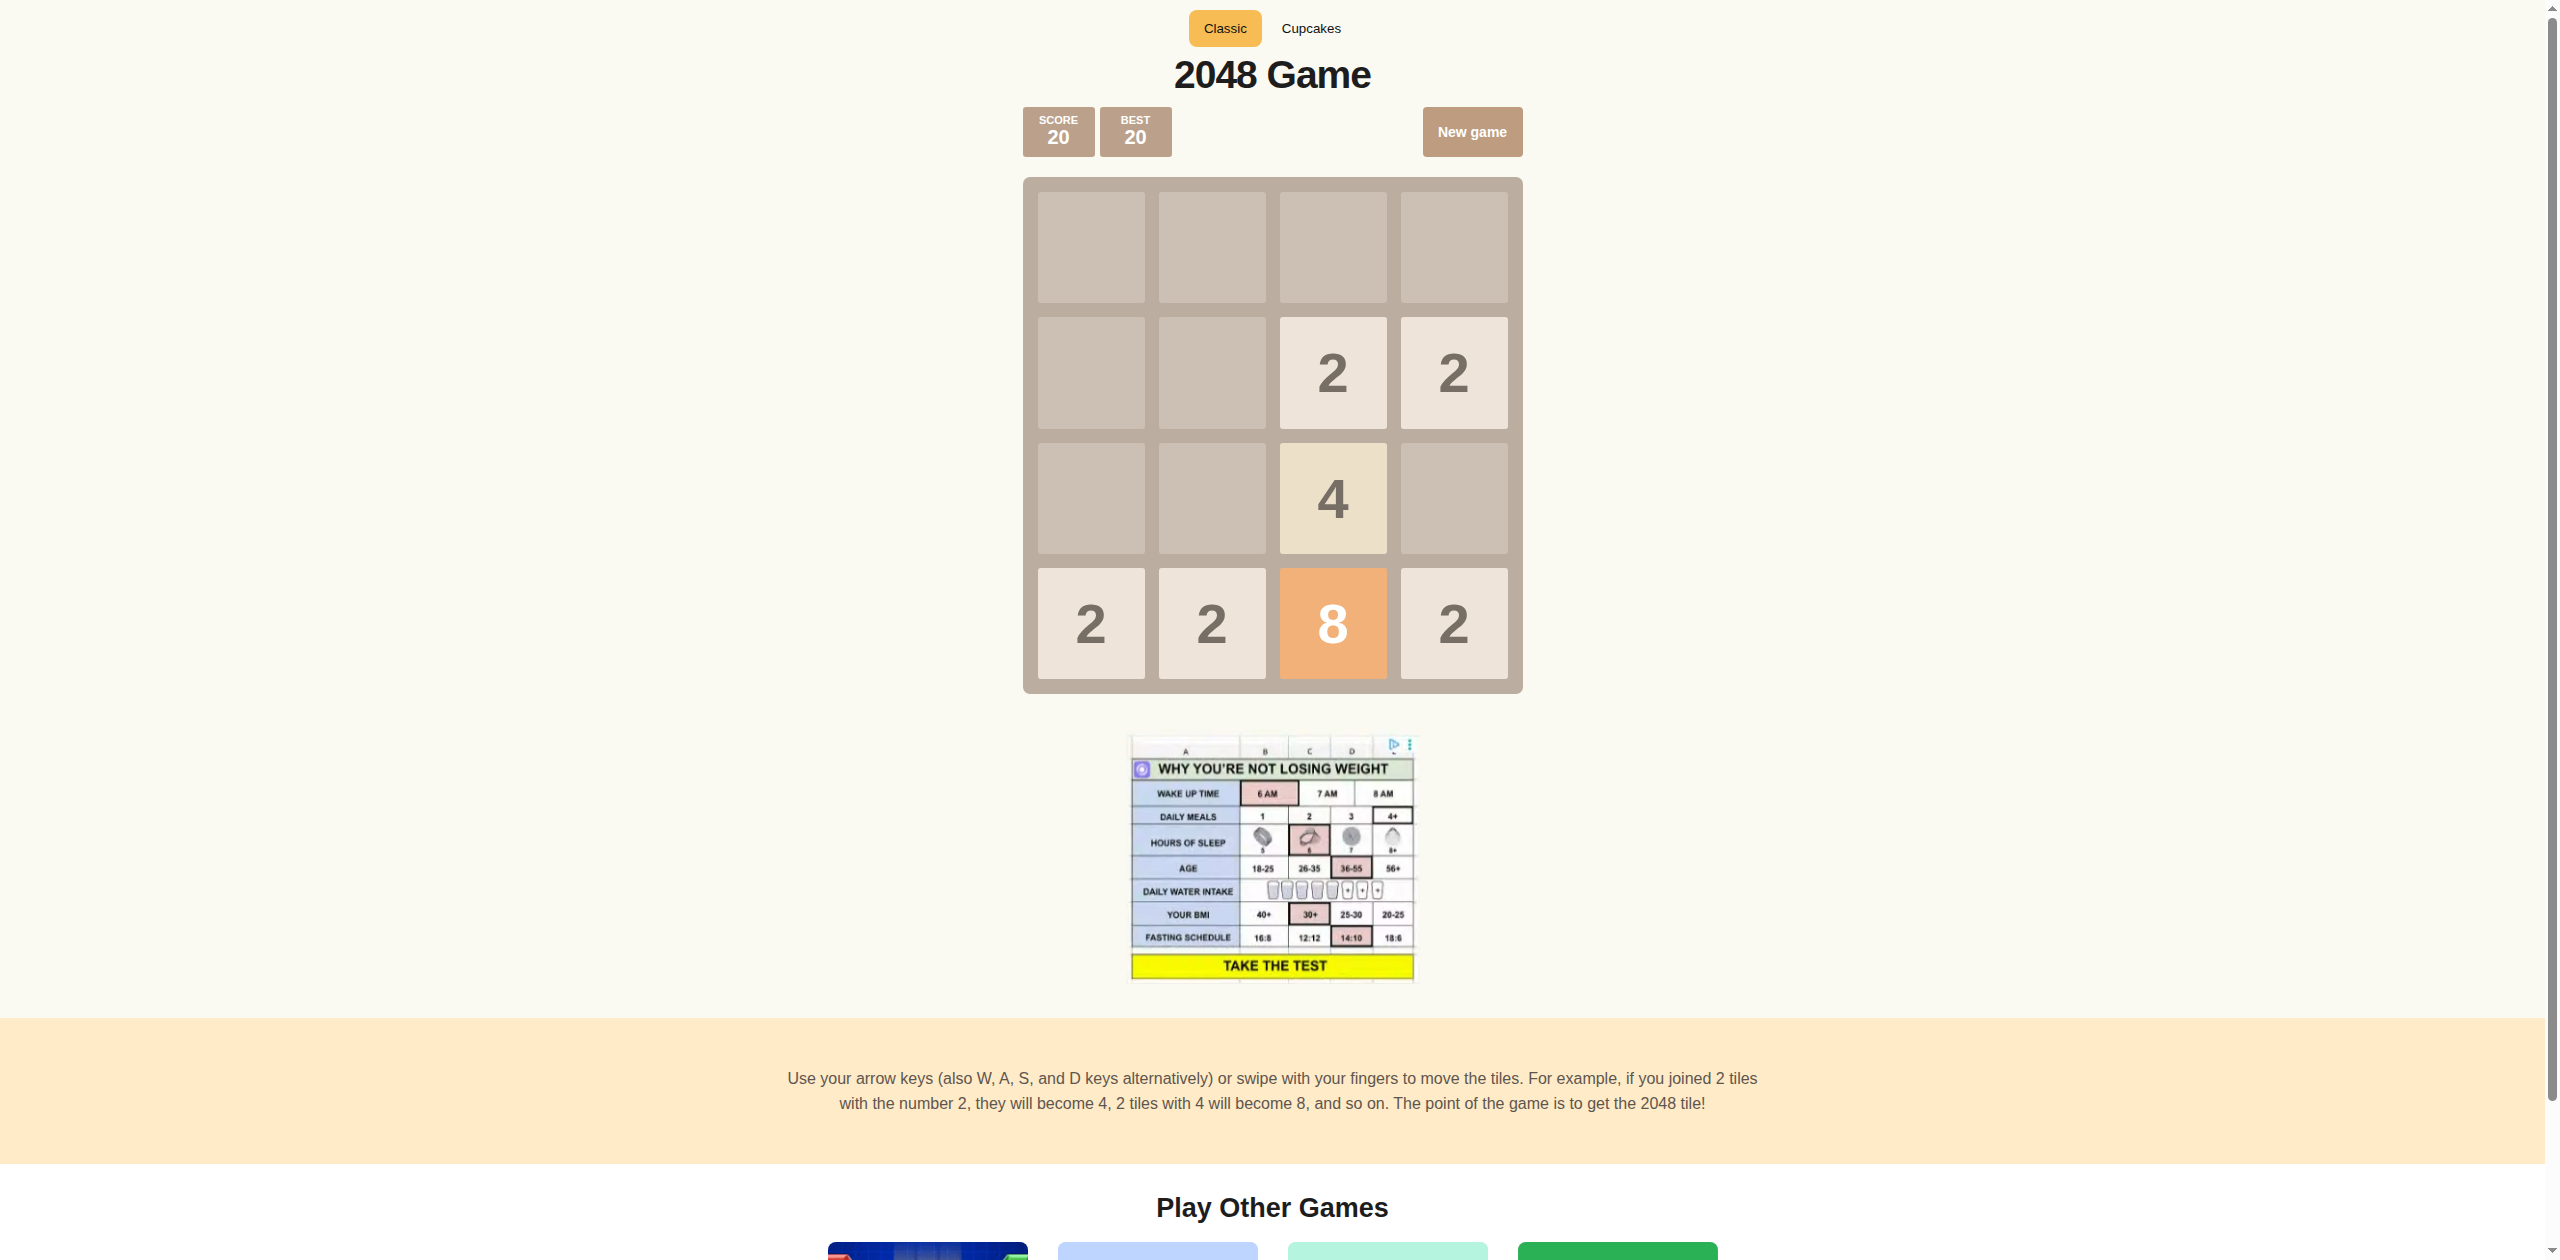 Classic Cupcakes
2048 Game
SCORE BEST
20 20 New game
2 2
4
2 2 8 2
A B C D
WHY YOU'RE NOT LOSING WEIGHT
WAKE UP TIME 6 AM 7 AM 8 AM
DAILY MEALS 1 2 3 4+
HOURS OF SLEEP 5 6 7 8+
AGE 18-25 26-35 36-55 56+
DAILY WATER INTAKE
YOUR BMI 40+ 30+ 25-30 20-25
FASTING SCHEDULE 16:8 12:12 14:10 18:6
TAKE THE TEST
Use your arrow keys (also W, A, S, and D keys alternatively) or swipe with your fingers to move the tiles. For example, if you joined 2 tiles
with the number 2, they will become 4, 2 tiles with 4 will become 8, and so on. The point of the game is to get the 2048 tile!
Play Other Games